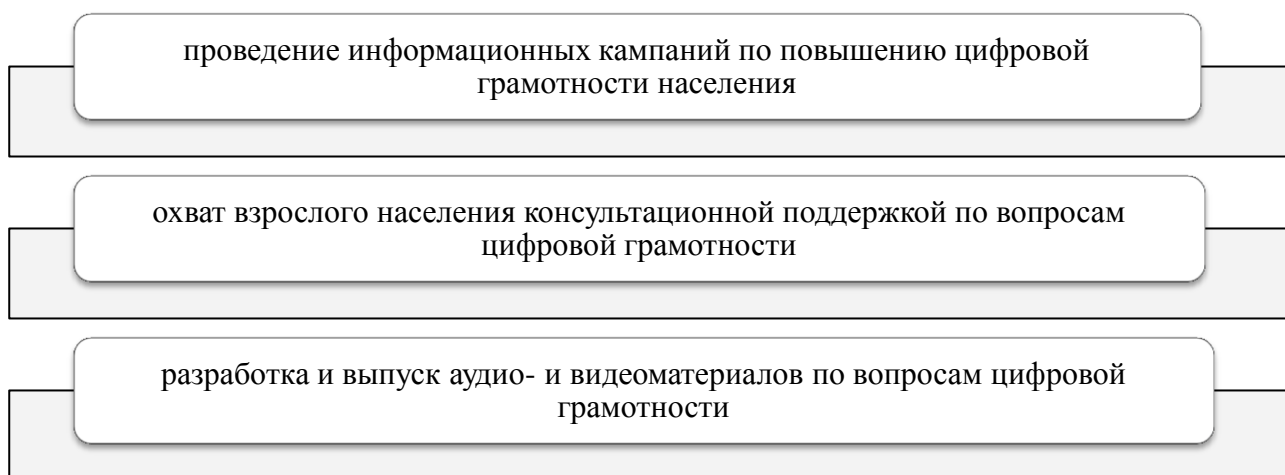 проведение информационных кампаний по повышению цифровой
грамотности населения
охват взрослого населения консультационной поддержкой по вопросам
цифровой грамотности
разработка и выпуск аудио- и видеоматериалов по вопросам цифровой
грамотности